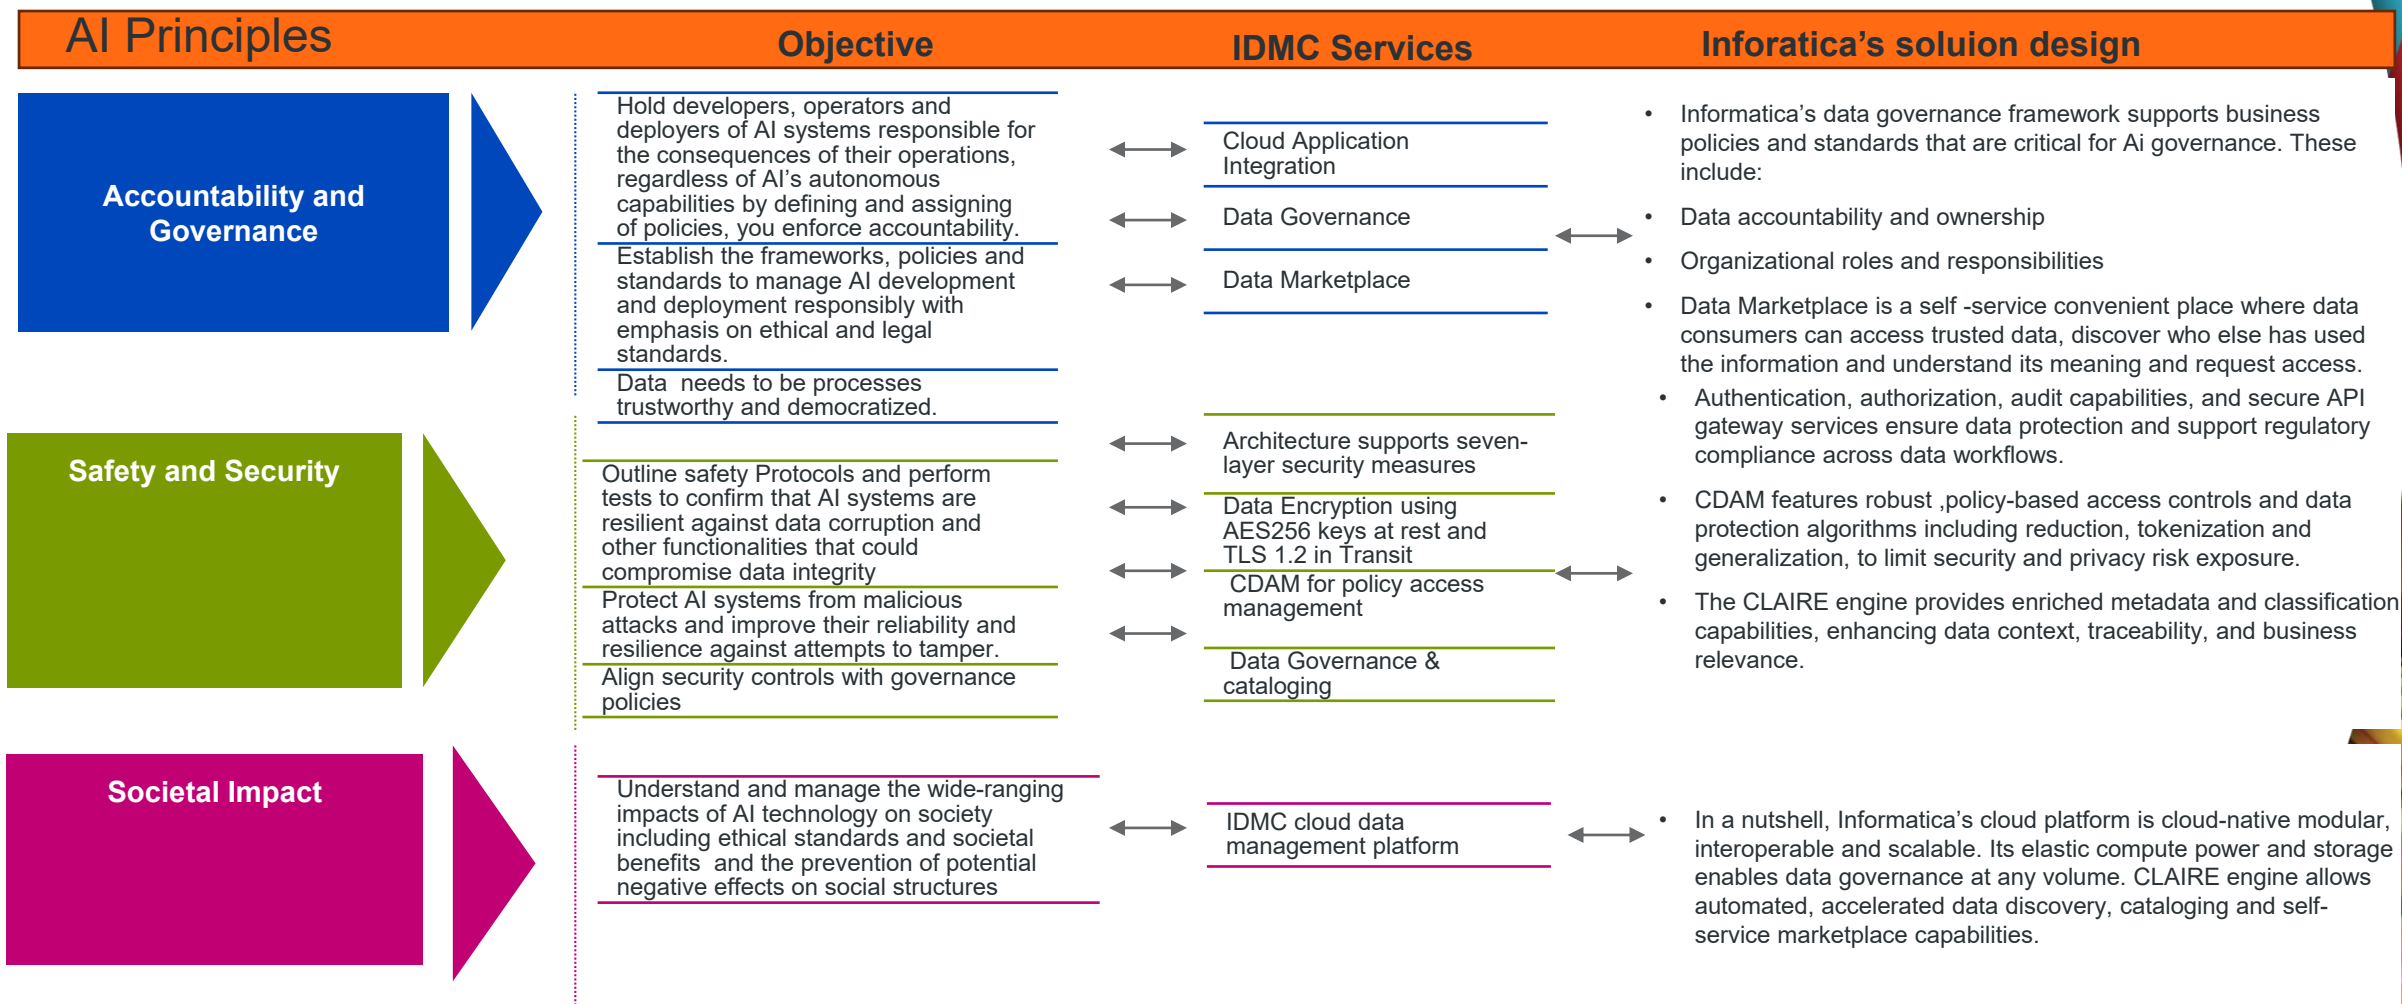 AI Principles
Objective
IDMC Services
Inforatica’s soluion design
Accountability and
Governance
Hold developers, operators and
deployers of AI systems responsible for
the consequences of their operations,
regardless of AI’s autonomous
capabilities by defining and assigning
of policies, you enforce accountability.
Establish the frameworks, policies and
standards to manage AI development
and deployment responsibly with
emphasis on ethical and legal
standards.
Data  needs to be processes
trustworthy and democratized.
Cloud Application
Integration
Data Governance
Data Marketplace
• Informatica’s data governance framework supports business
policies and standards that are critical for Ai governance. These
include:
• Data accountability and ownership
• Organizational roles and responsibilities
• Data Marketplace is a self -service convenient place where data
consumers can access trusted data, discover who else has used
the information and understand its meaning and request access.
Safety and Security
Outline safety Protocols and perform
tests to confirm that AI systems are
resilient against data corruption and
other functionalities that could
compromise data integrity
Protect AI systems from malicious
attacks and improve their reliability and
resilience against attempts to tamper.
Align security controls with governance
policies
Architecture supports seven-
layer security measures
Data Encryption using
AES256 keys at rest and
TLS 1.2 in Transit
CDAM for policy access
management
Data Governance &
cataloging
• Authentication, authorization, audit capabilities, and secure API
gateway services ensure data protection and support regulatory
compliance across data workflows.
• CDAM features robust ,policy-based access controls and data
protection algorithms including reduction, tokenization and
generalization, to limit security and privacy risk exposure.
• The CLAIRE engine provides enriched metadata and classification
capabilities, enhancing data context, traceability, and business
relevance.
Societal Impact
Understand and manage the wide-ranging
impacts of AI technology on society
including ethical standards and societal
benefits  and the prevention of potential
negative effects on social structures
IDMC cloud data
management platform
• In a nutshell, Informatica’s cloud platform is cloud-native modular,
interoperable and scalable. Its elastic compute power and storage
enables data governance at any volume. CLAIRE engine allows
automated, accelerated data discovery, cataloging and self-
service marketplace capabilities.